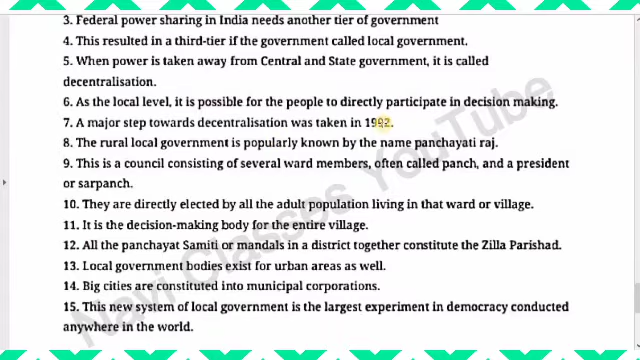 3. Federal power sharing in India needs another tier of government
4. This resulted in a third-tier if the government called local government.
5. When power is taken away from Central and State government, it is called
decentralisation.
6. As the local level, it is possible for the people to directly participate in decision making.
7. A major step towards decentralisation was taken in 1992.
8. The rural local government is popularly known by the name panchayati raj.
9. This is a council consisting of several ward members, often called panch, and a president
or sarpanch.
10. They are directly elected by all the adult population living in that ward or village.
11. It is the decision-making body for the entire village.
12. All the panchayat Samiti or mandals in a district together constitute the Zilla Parishad.
13. Local government bodies exist for urban areas as well.
14. Big cities are constituted into municipal corporations.
15. This new system of local government is the largest experiment in democracy conducted
anywhere in the world.
Navi Classes YouTube